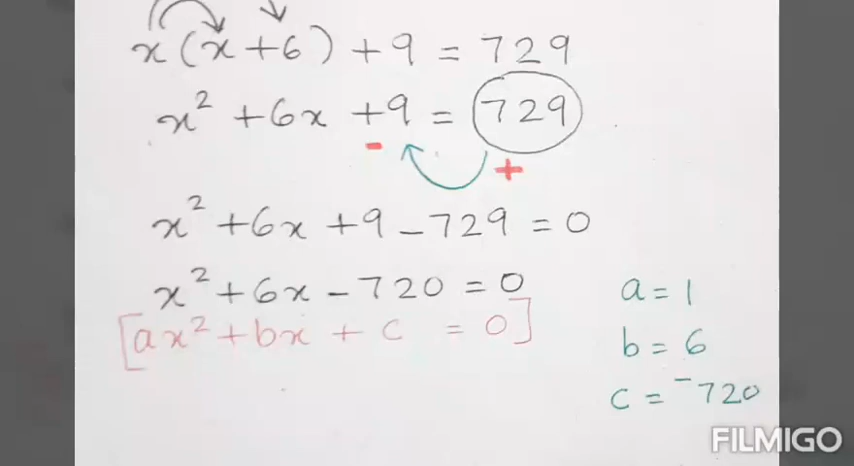 x(x+6)+9=729
x²+6x+9=729
- +
x²+6x+9-729=0
x²+6x-720=0
[ax²+bx+c=0]
a=1
b=6
c=⁻720
FILMIGO